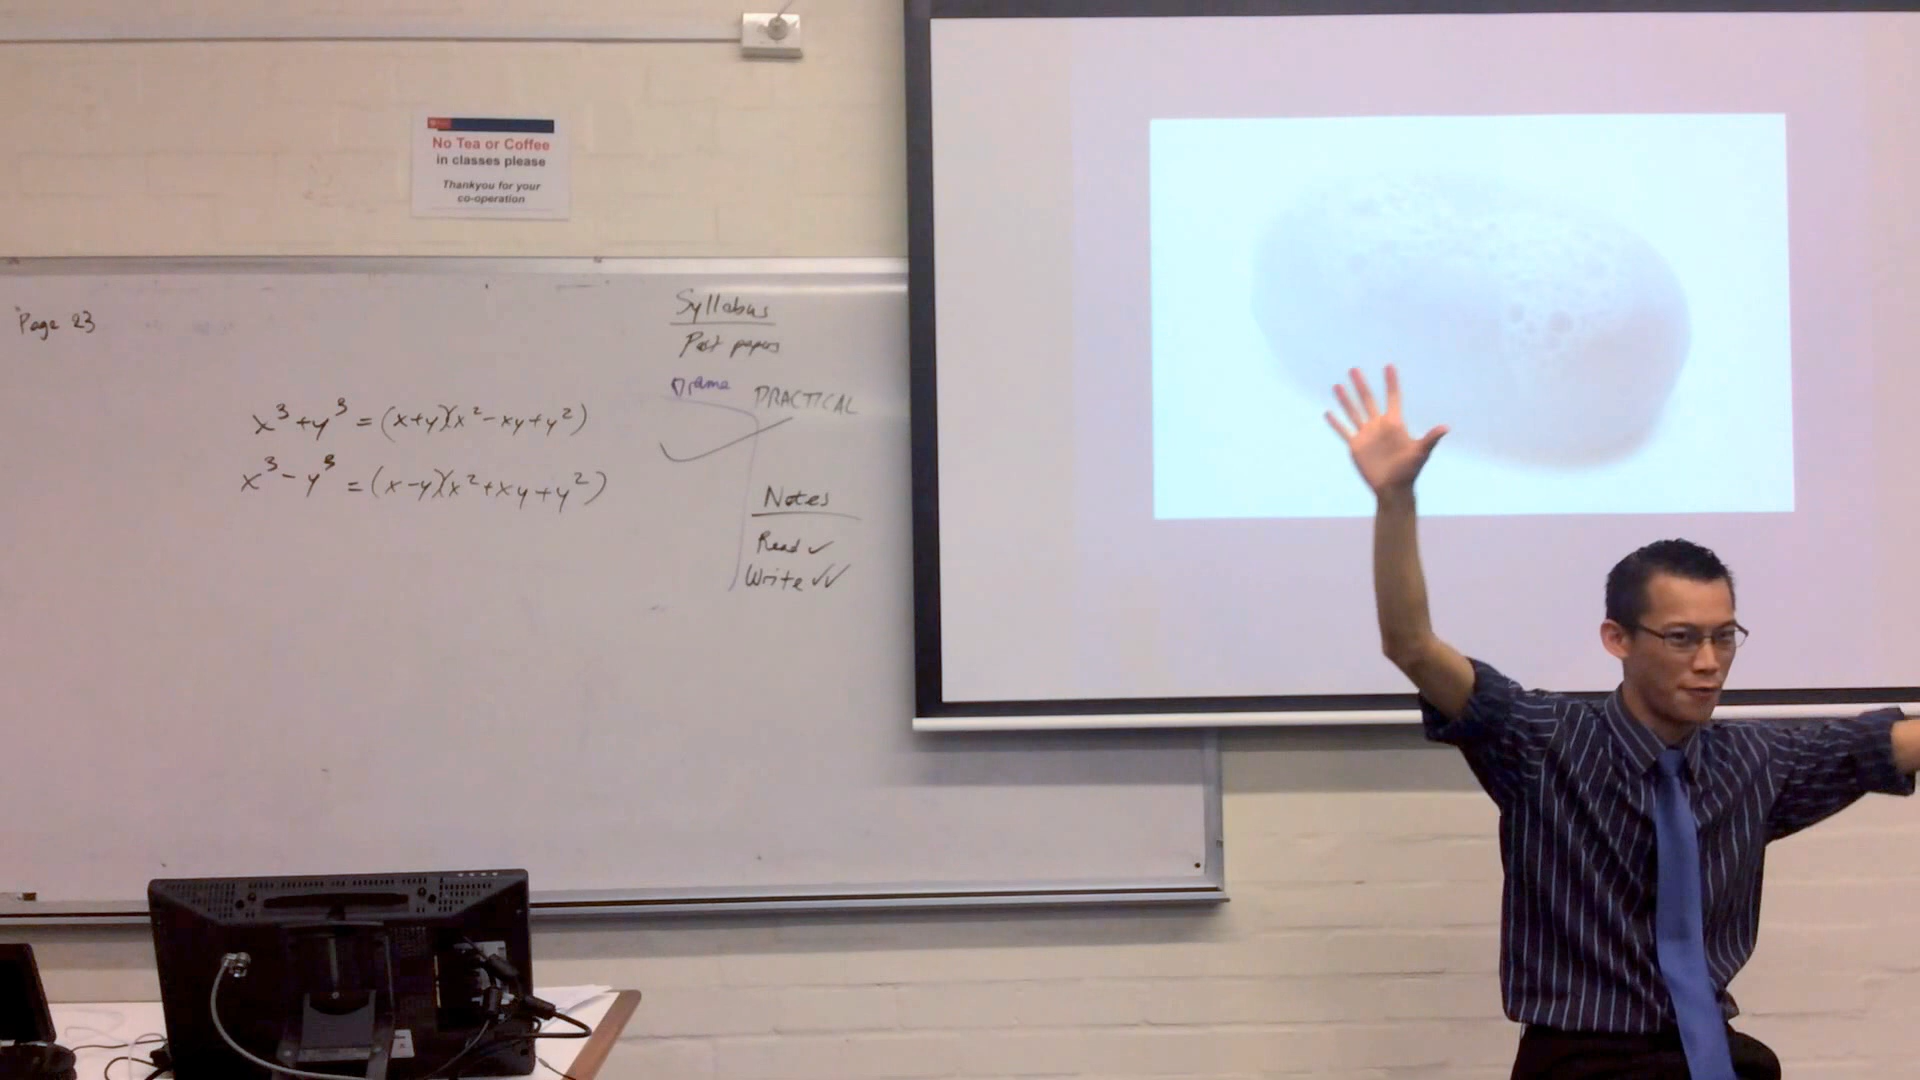 No Tea or Coffee
in classes please
Thankyou for your
co-operation
Page 23
x³+y³=(x+y)(x²-xy+y²)
x³-y³=(x-y)(x²+xy+y²)
Syllabus
Past papers
Drama PRACTICAL
Notes
Read ✓
Write ✓✓